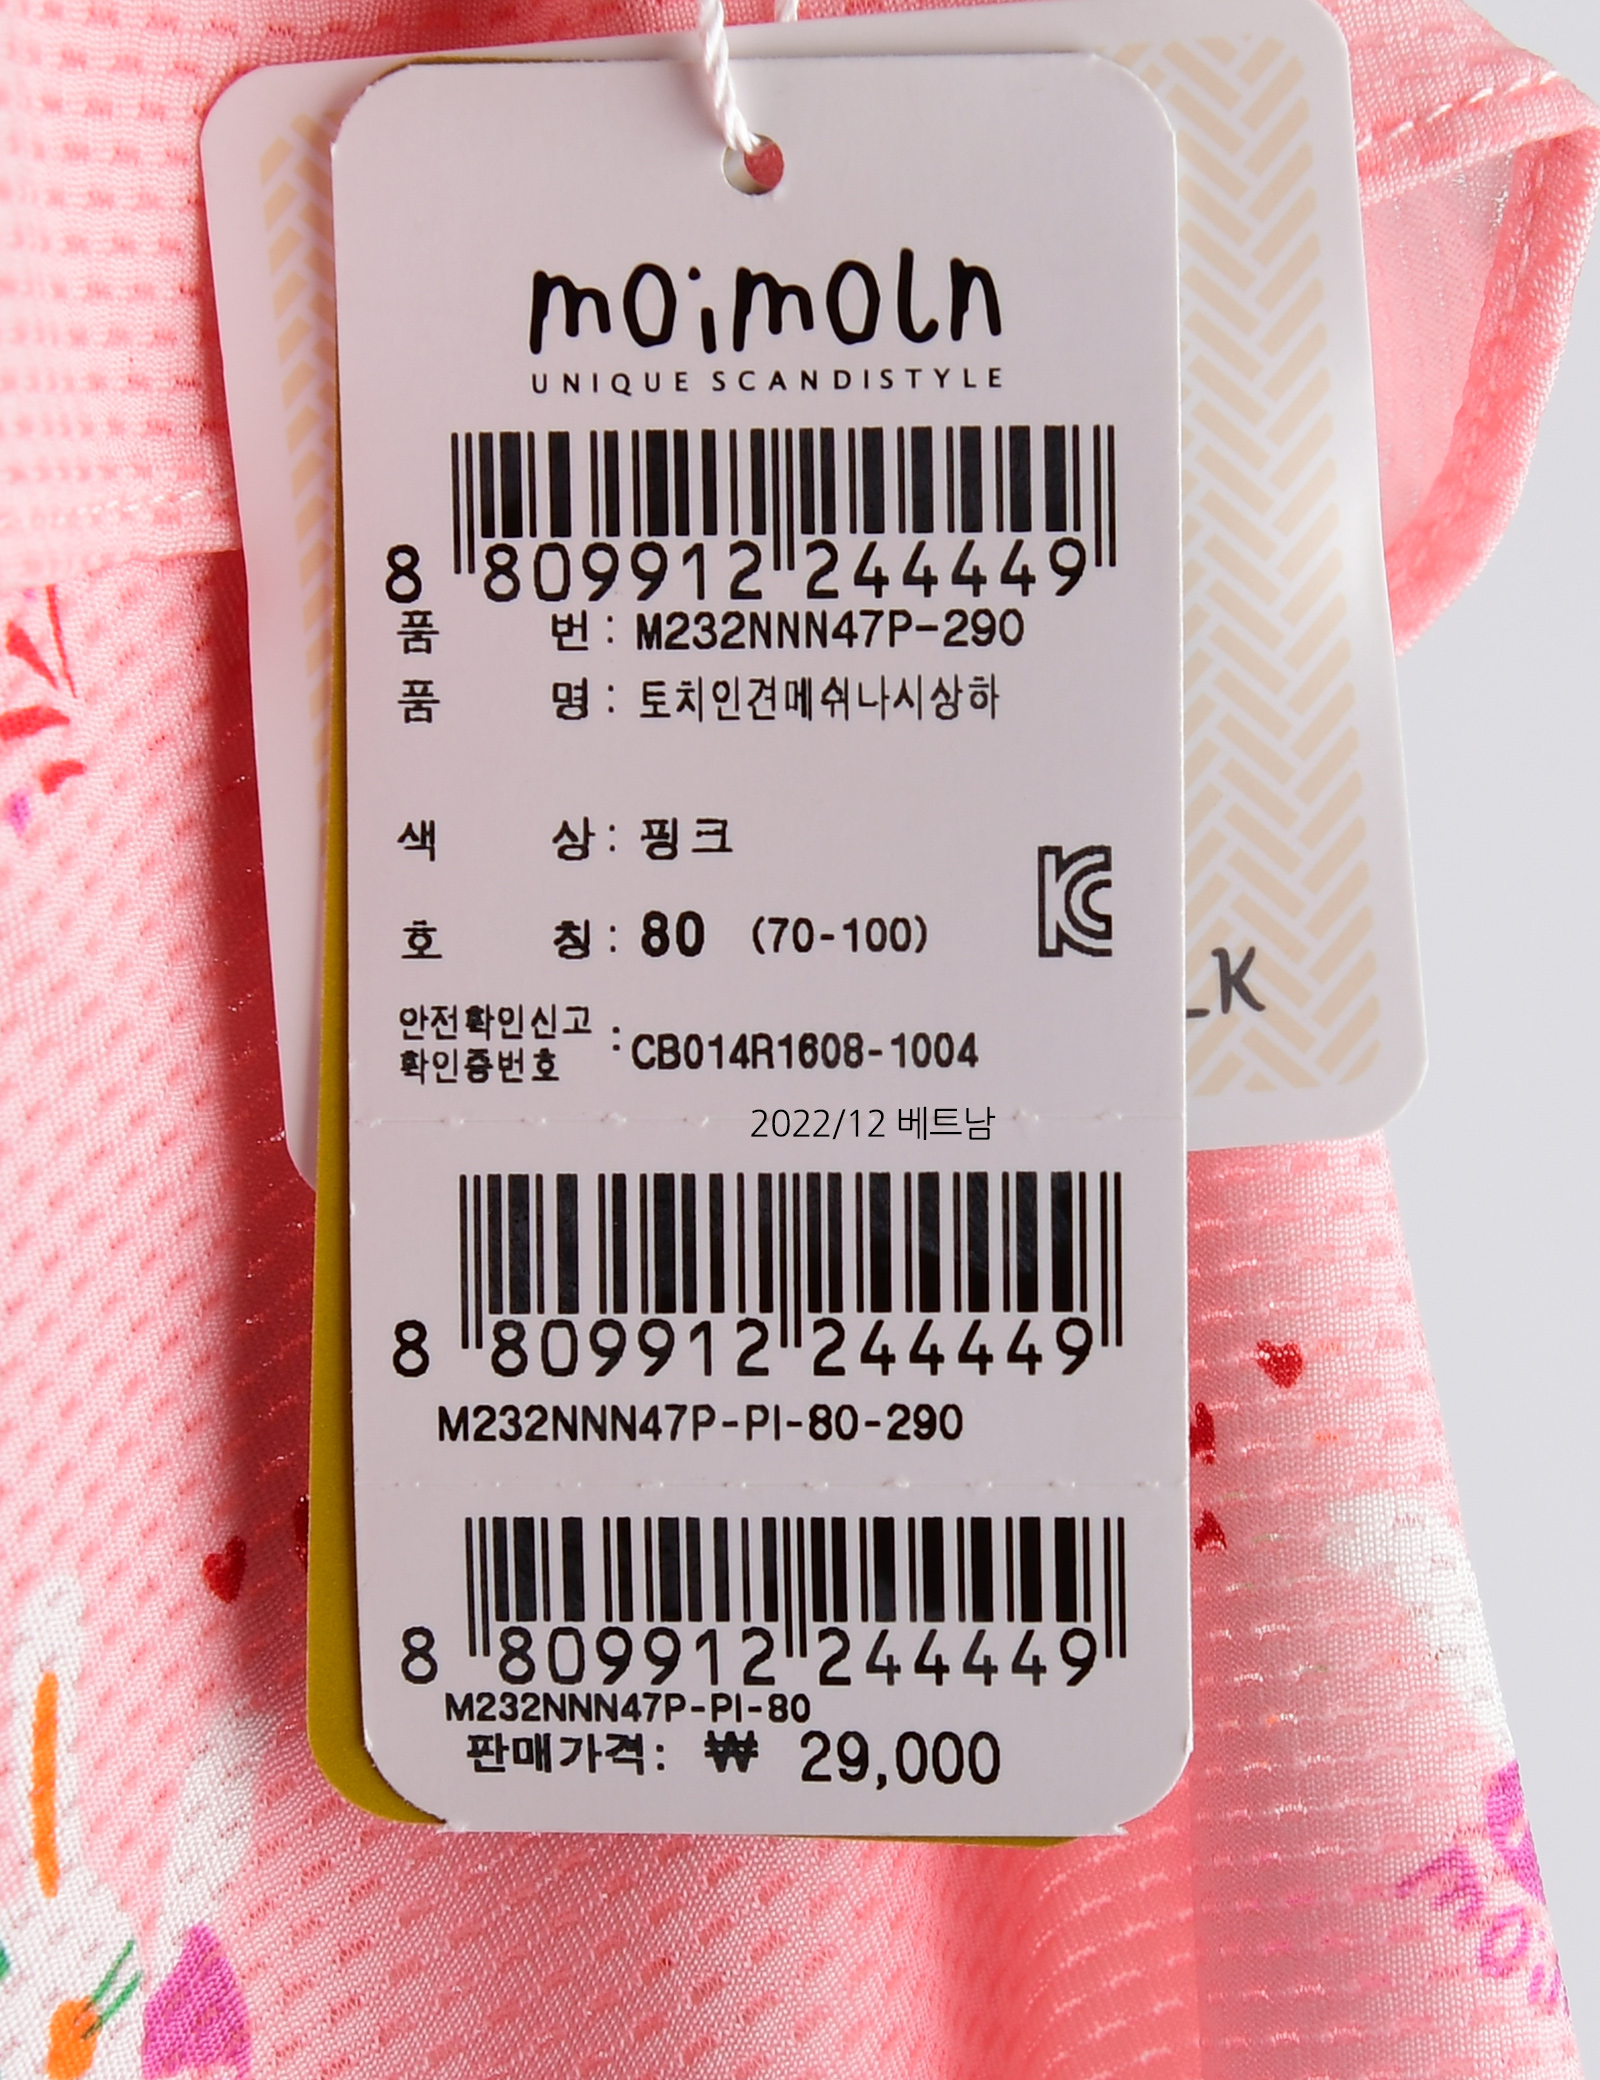 moimoln
UNIQUE SCANDISTYLE
8 809912 244449
품 번 : M232NNN47P-290
품 명 : 토치인견메쉬나시상하
색 상 : 핑크
호 칭 : 80 (70-100)
안전확인신고
확인증번호 : CB014R1608-1004
2022/12 베트남
8 809912 244449
M232NNN47P-PI-80-290
8 809912 244449
M232NNN47P-PI-80
판매가격: ₩ 29,000